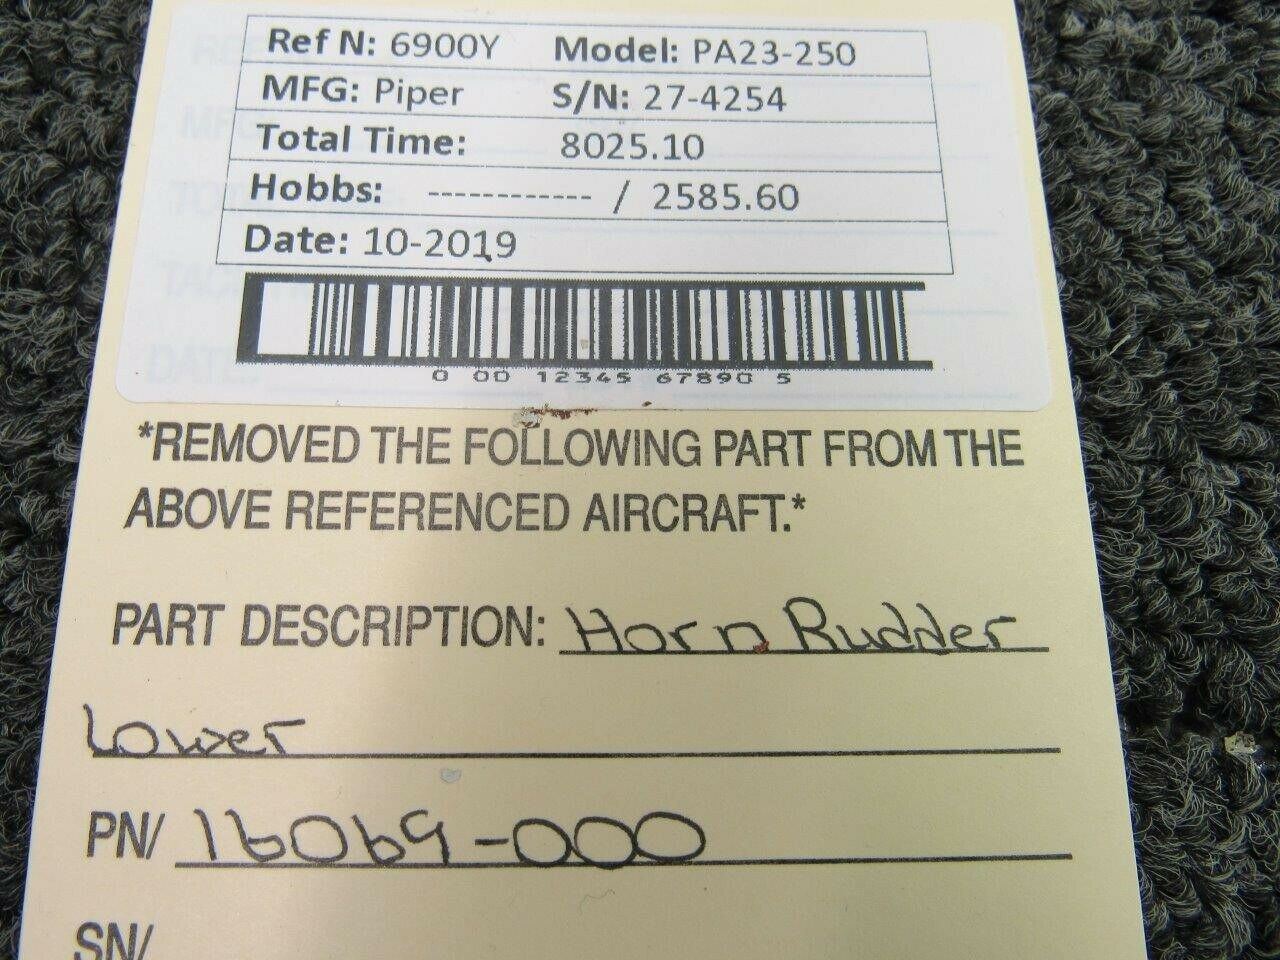 Ref N: 6900Y Model: PA23-250
MFG: Piper S/N: 27-4254
Total Time: 8025.10
Hobbs: ------------ / 2585.60
Date: 10-2019
0 00 12345 67890 5
*REMOVED THE FOLLOWING PART FROM THE
ABOVE REFERENCED AIRCRAFT.*
PART DESCRIPTION: Horn, Rudder
Lower
PN/ 16069-000
SN/